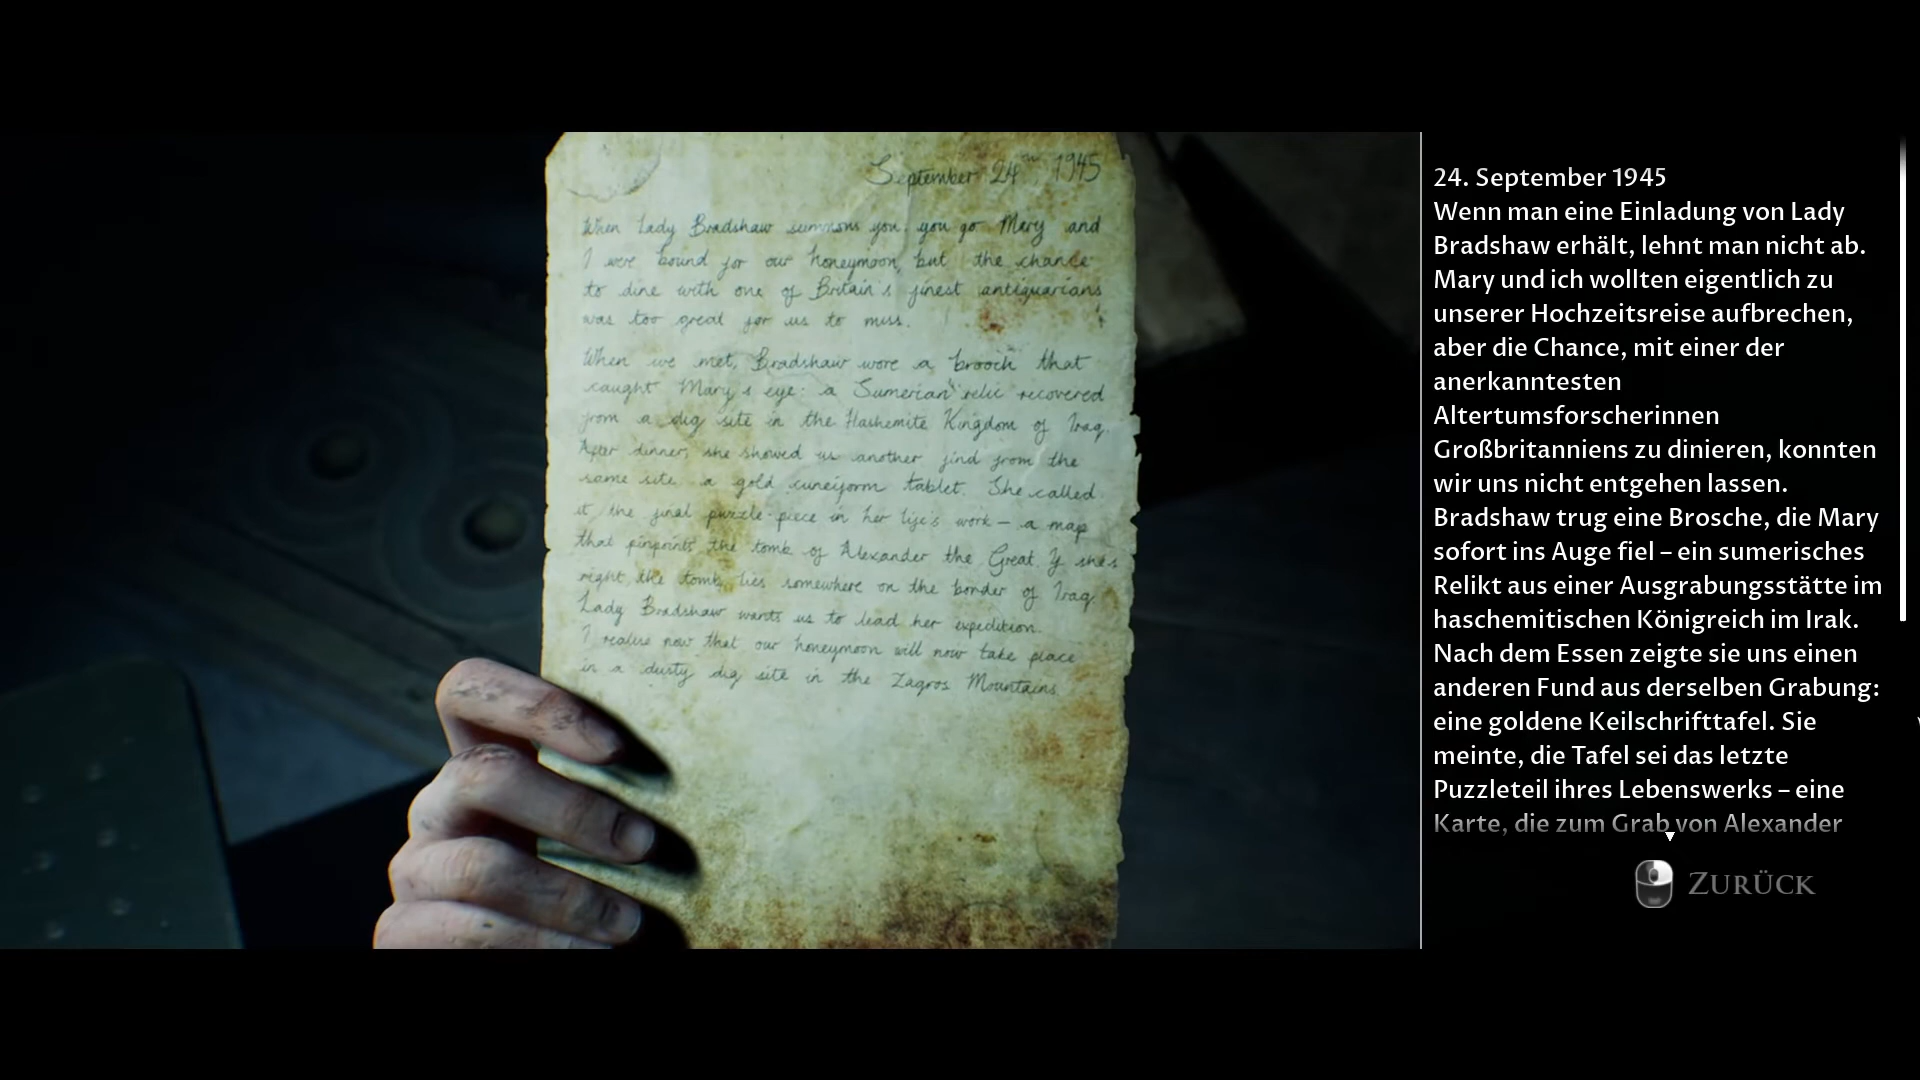 September 24th, 1945
When Lady Bradshaw summons you, you go. Mary and
I were bound for our honeymoon, but the chance
to dine with one of Britain's finest antiquarians
was too great for us to miss.
When we met, Bradshaw wore a brooch that
caught Mary's eye: a Sumerian relic recovered
from a dig site in the Hashemite Kingdom of Iraq.
After dinner, she showed us another find from the
same site: a gold cuneiform tablet. She called
it the final puzzle-piece in her life's work – a map
that pinpoints the tomb of Alexander the Great. If she's
right, the tomb lies somewhere on the border of Iraq.
Lady Bradshaw wants us to lead her expedition.
I realise now that our honeymoon will now take place
in a dusty dig site in the Zagros Mountains.
24. September 1945
Wenn man eine Einladung von Lady
Bradshaw erhält, lehnt man nicht ab.
Mary und ich wollten eigentlich zu
unserer Hochzeitsreise aufbrechen,
aber die Chance, mit einer der
anerkanntesten
Altertumsforscherinnen
Großbritanniens zu dinieren, konnten
wir uns nicht entgehen lassen.
Bradshaw trug eine Brosche, die Mary
sofort ins Auge fiel – ein sumerisches
Relikt aus einer Ausgrabungsstätte im
haschemitischen Königreich im Irak.
Nach dem Essen zeigte sie uns einen
anderen Fund aus derselben Grabung:
eine goldene Keilschrifttafel. Sie
meinte, die Tafel sei das letzte
Puzzleteil ihres Lebenswerks – eine
Karte, die zum Grab von Alexander
ZURÜCK